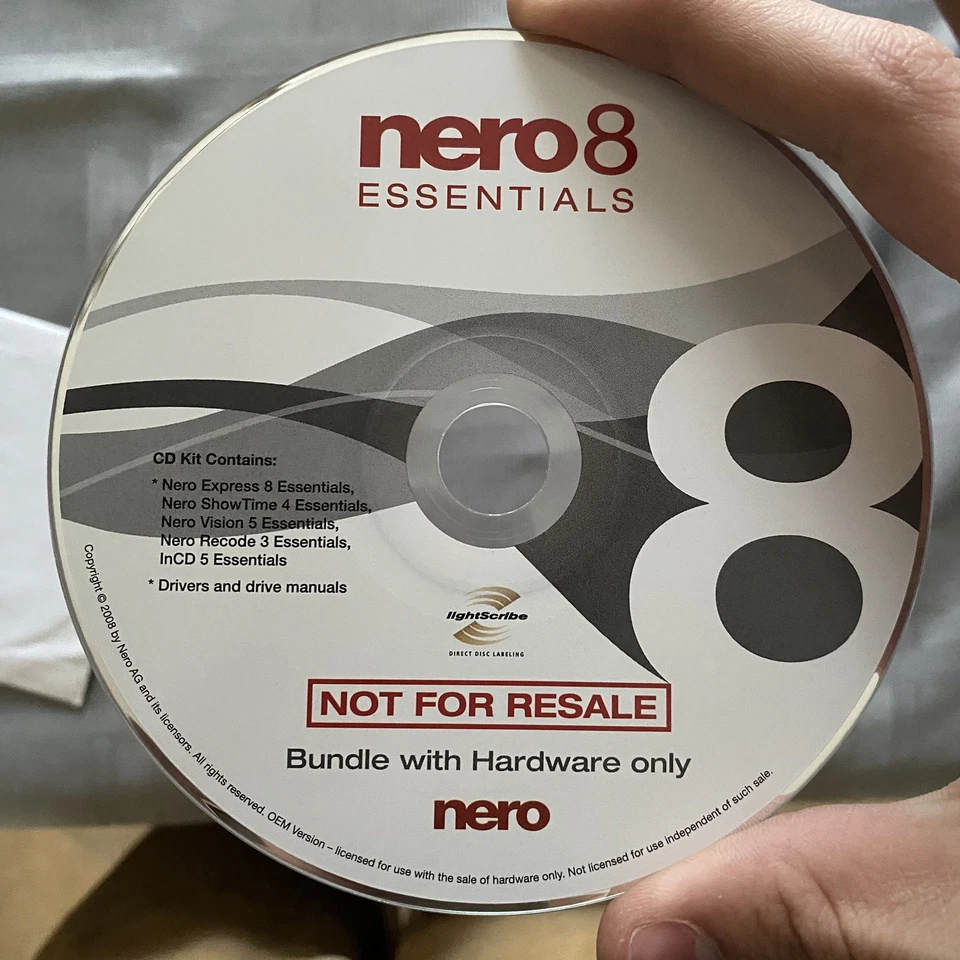 nero 8
ESSENTIALS
8
CD Kit Contains:
* Nero Express 8 Essentials,
Nero ShowTime 4 Essentials,
Nero Vision 5 Essentials,
Nero Recode 3 Essentials,
InCD 5 Essentials
* Drivers and drive manuals
lightScribe
DIRECT DISC LABELING
NOT FOR RESALE
Bundle with Hardware only
nero
Copyright © 2008 by Nero AG and its licensors. All rights reserved. OEM Version – licensed for use with the sale of hardware only. Not licensed for use independent of such sale.